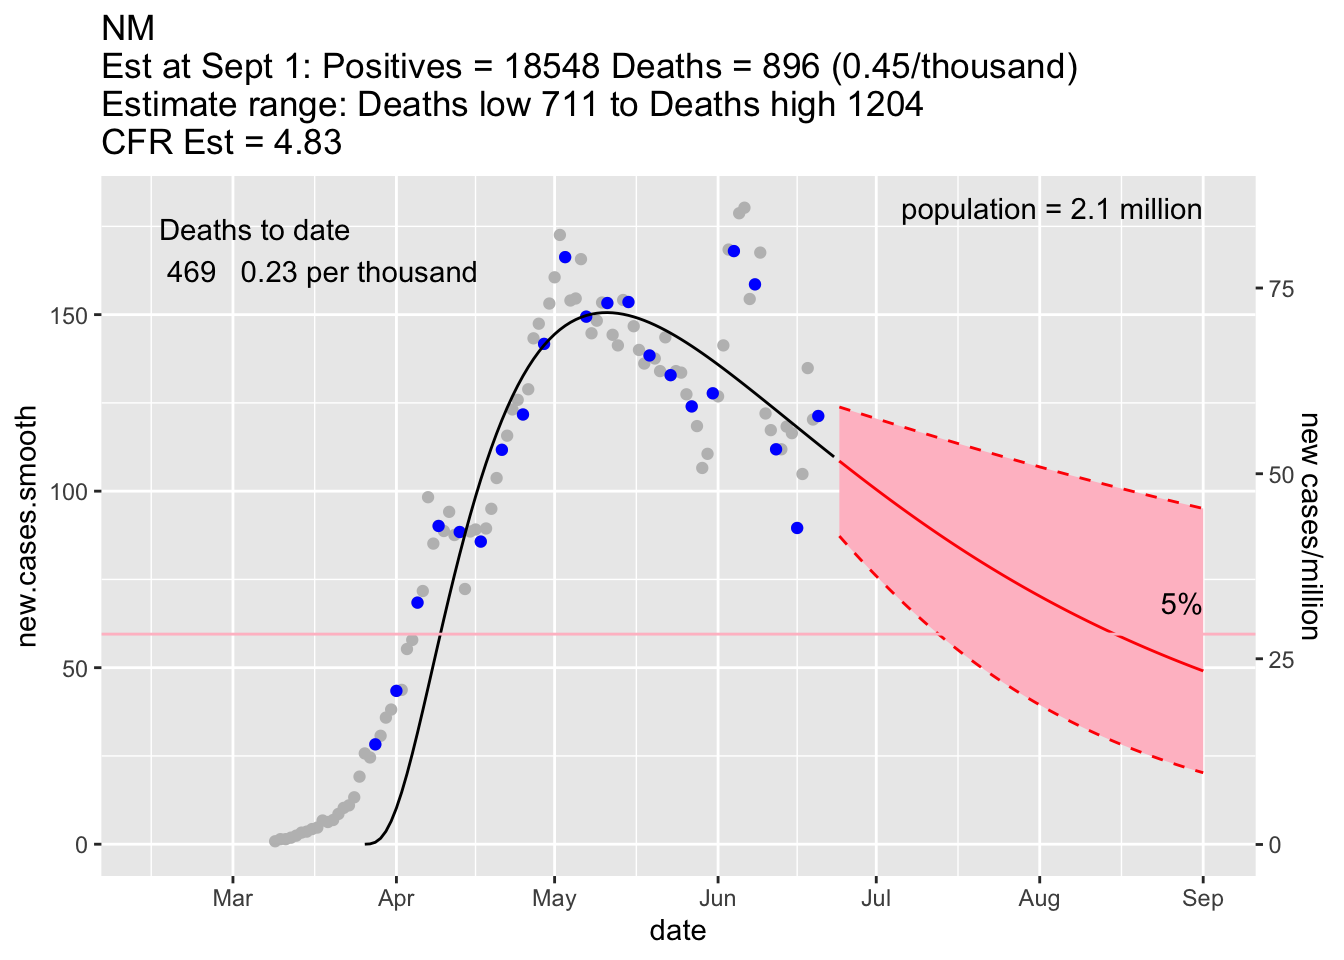 NM
Est at Sept 1: Positives = 18548 Deaths = 896 (0.45/thousand)
Estimate range: Deaths low 711 to Deaths high 1204
CFR Est = 4.83
population = 2.1 million
Deaths to date
469 0.23 per thousand
5%
new.cases.smooth
150
100
50
0
new cases/million
75
50
25
0
Mar Apr May Jun Jul Aug Sep
date